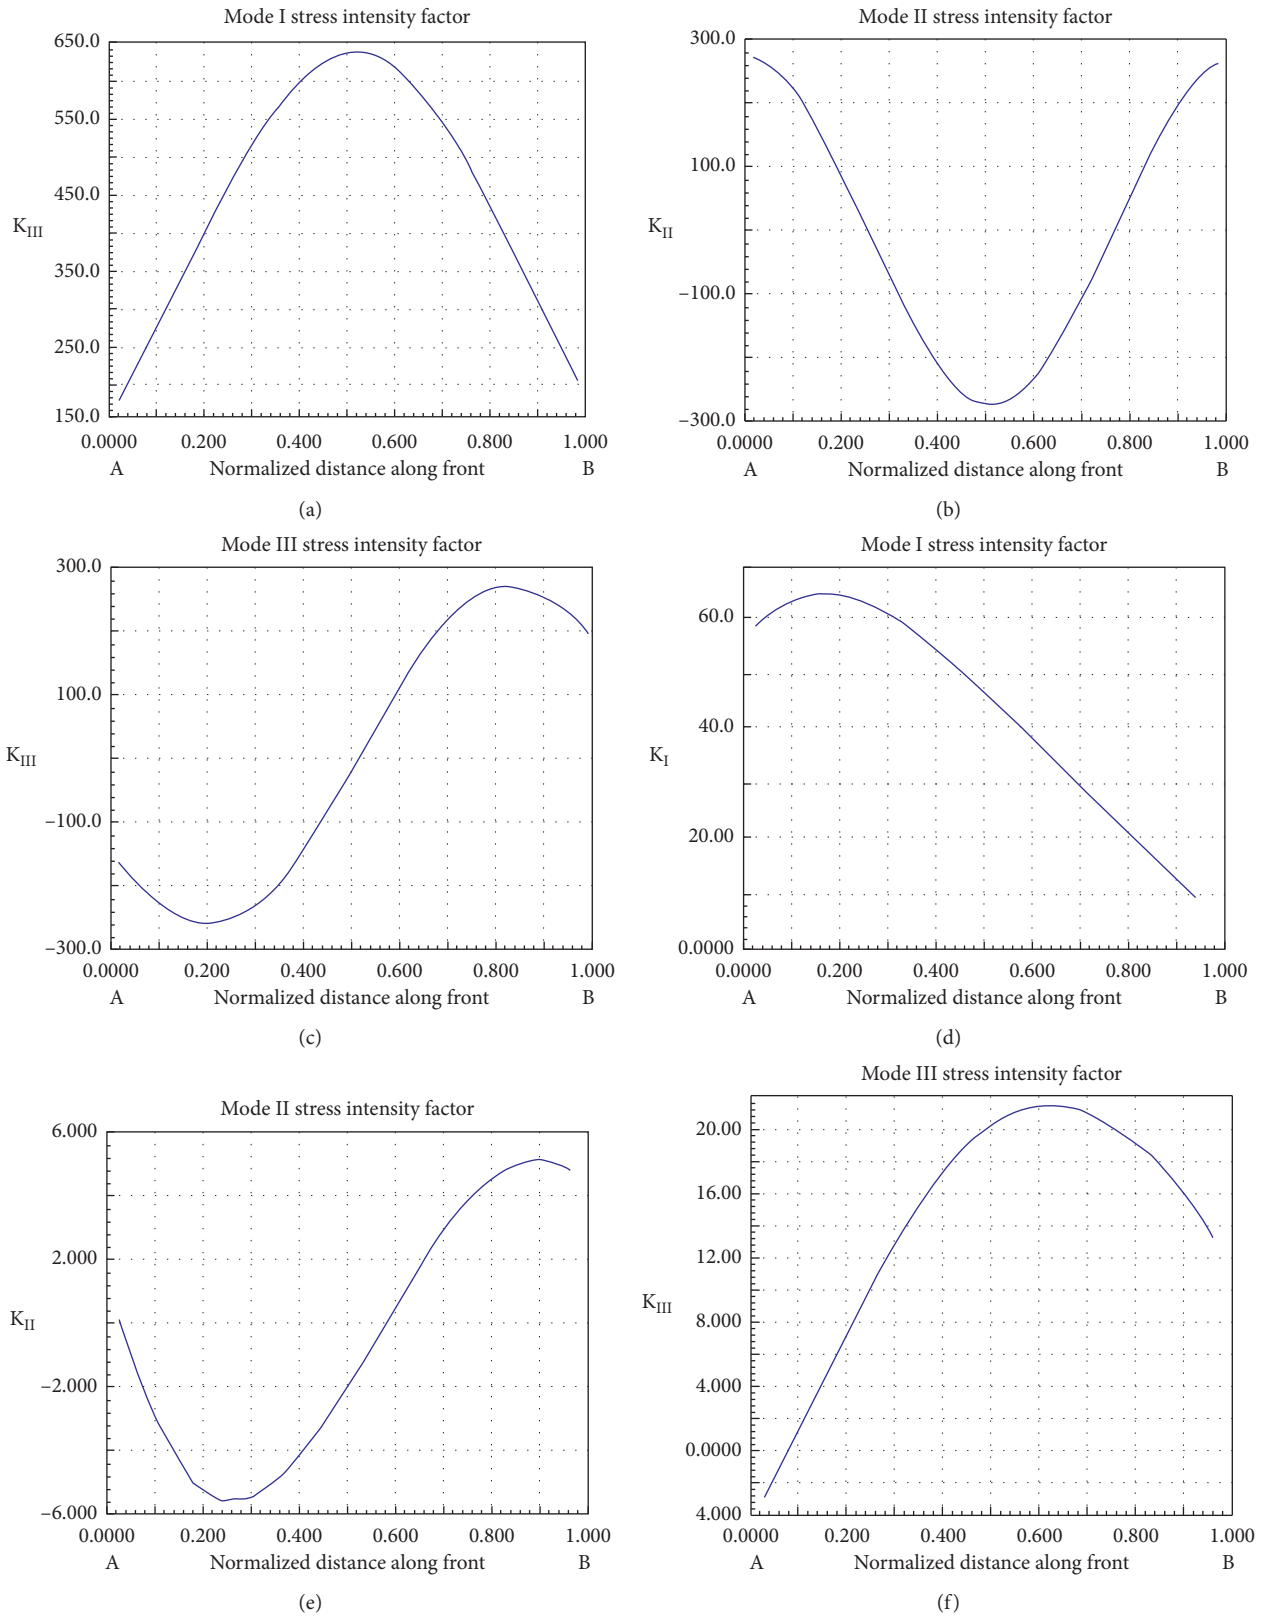 Mode I stress intensity factor
650.0
550.0
450.0
K_III
350.0
250.0
150.0
0.0000 0.200 0.400 0.600 0.800 1.000
A Normalized distance along front B
(a)
Mode II stress intensity factor
300.0
100.0
K_II
−100.0
−300.0
0.0000 0.200 0.400 0.600 0.800 1.000
A Normalized distance along front B
(b)
Mode III stress intensity factor
300.0
100.0
K_III
−100.0
−300.0
0.0000 0.200 0.400 0.600 0.800 1.000
A Normalized distance along front B
(c)
Mode I stress intensity factor
60.0
40.0
K_I
20.00
0.0000
0.0000 0.200 0.400 0.600 0.800 1.000
A Normalized distance along front B
(d)
Mode II stress intensity factor
6.000
2.000
K_II
−2.000
−6.000
0.0000 0.200 0.400 0.600 0.800 1.000
A Normalized distance along front B
(e)
Mode III stress intensity factor
20.00
16.00
12.00
K_III
8.000
4.000
0.0000
4.000
0.0000 0.200 0.400 0.600 0.800 1.000
A Normalized distance along front B
(f)